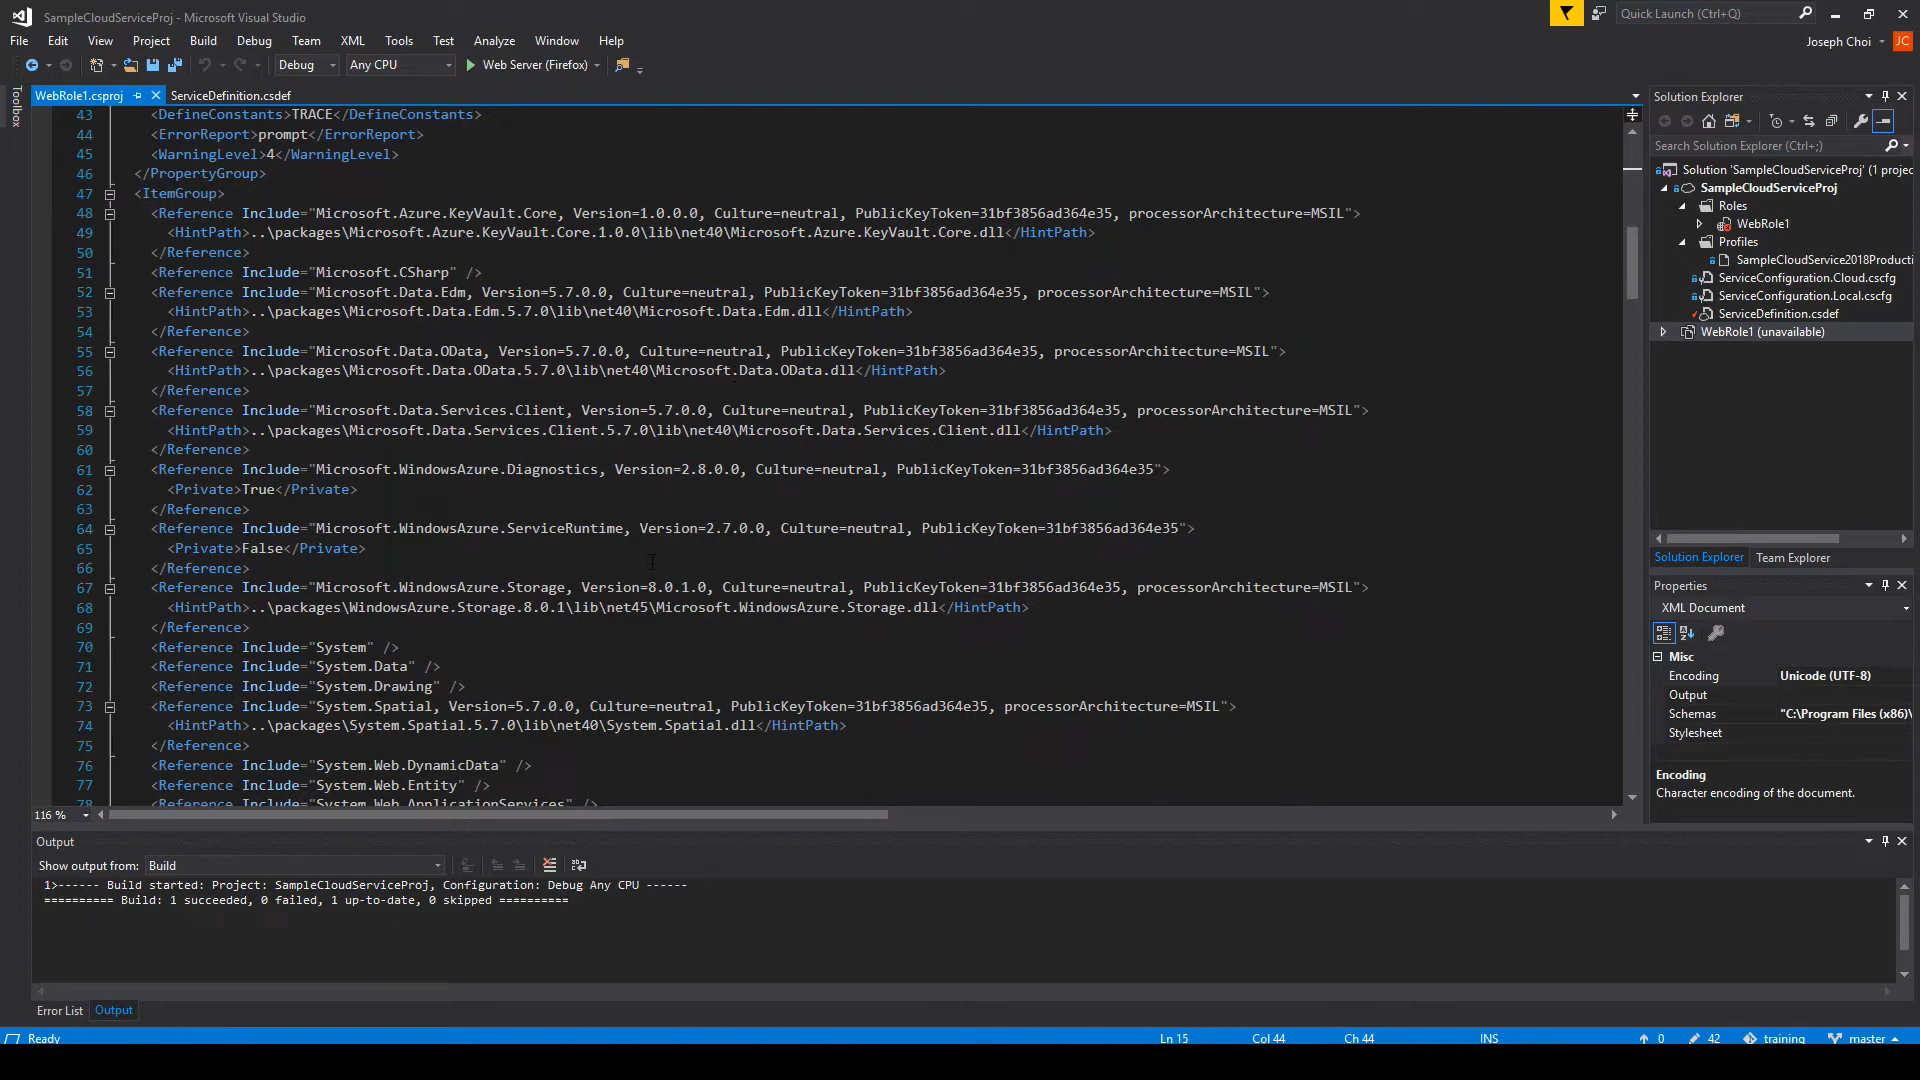 SampleCloudServiceProj - Microsoft Visual Studio
Quick Launch (Ctrl+Q)
File Edit View Project Build Debug Team XML Tools Test Analyze Window Help
Joseph Choi JC
Debug Any CPU Web Server (Firefox)
Toolbox
WebRole1.csproj ServiceDefinition.csdef
43 <DefineConstants>TRACE</DefineConstants>
44 <ErrorReport>prompt</ErrorReport>
45 <WarningLevel>4</WarningLevel>
46 </PropertyGroup>
47 <ItemGroup>
48 <Reference Include="Microsoft.Azure.KeyVault.Core, Version=1.0.0.0, Culture=neutral, PublicKeyToken=31bf3856ad364e35, processorArchitecture=MSIL">
49 <HintPath>..\packages\Microsoft.Azure.KeyVault.Core.1.0.0\lib\net40\Microsoft.Azure.KeyVault.Core.dll</HintPath>
50 </Reference>
51 <Reference Include="Microsoft.CSharp" />
52 <Reference Include="Microsoft.Data.Edm, Version=5.7.0.0, Culture=neutral, PublicKeyToken=31bf3856ad364e35, processorArchitecture=MSIL">
53 <HintPath>..\packages\Microsoft.Data.Edm.5.7.0\lib\net40\Microsoft.Data.Edm.dll</HintPath>
54 </Reference>
55 <Reference Include="Microsoft.Data.OData, Version=5.7.0.0, Culture=neutral, PublicKeyToken=31bf3856ad364e35, processorArchitecture=MSIL">
56 <HintPath>..\packages\Microsoft.Data.OData.5.7.0\lib\net40\Microsoft.Data.OData.dll</HintPath>
57 </Reference>
58 <Reference Include="Microsoft.Data.Services.Client, Version=5.7.0.0, Culture=neutral, PublicKeyToken=31bf3856ad364e35, processorArchitecture=MSIL">
59 <HintPath>..\packages\Microsoft.Data.Services.Client.5.7.0\lib\net40\Microsoft.Data.Services.Client.dll</HintPath>
60 </Reference>
61 <Reference Include="Microsoft.WindowsAzure.Diagnostics, Version=2.8.0.0, Culture=neutral, PublicKeyToken=31bf3856ad364e35">
62 <Private>True</Private>
63 </Reference>
64 <Reference Include="Microsoft.WindowsAzure.ServiceRuntime, Version=2.7.0.0, Culture=neutral, PublicKeyToken=31bf3856ad364e35">
65 <Private>False</Private>
66 </Reference>
67 <Reference Include="Microsoft.WindowsAzure.Storage, Version=8.0.1.0, Culture=neutral, PublicKeyToken=31bf3856ad364e35, processorArchitecture=MSIL">
68 <HintPath>..\packages\WindowsAzure.Storage.8.0.1\lib\net45\Microsoft.WindowsAzure.Storage.dll</HintPath>
69 </Reference>
70 <Reference Include="System" />
71 <Reference Include="System.Data" />
72 <Reference Include="System.Drawing" />
73 <Reference Include="System.Spatial, Version=5.7.0.0, Culture=neutral, PublicKeyToken=31bf3856ad364e35, processorArchitecture=MSIL">
74 <HintPath>..\packages\System.Spatial.5.7.0\lib\net40\System.Spatial.dll</HintPath>
75 </Reference>
76 <Reference Include="System.Web.DynamicData" />
77 <Reference Include="System.Web.Entity" />
78 <Reference Include="System.Web.ApplicationServices" />
116 %
Solution Explorer
Search Solution Explorer (Ctrl+;)
Solution 'SampleCloudServiceProj' (1 projec
SampleCloudServiceProj
Roles
WebRole1
Profiles
SampleCloudService2018Producti
ServiceConfiguration.Cloud.cscfg
ServiceConfiguration.Local.cscfg
ServiceDefinition.csdef
WebRole1 (unavailable)
Solution Explorer Team Explorer
Properties
XML Document
Misc
Encoding Unicode (UTF-8)
Output
Schemas "C:\Program Files (x86)\
Stylesheet
Encoding
Character encoding of the document.
Output
Show output from: Build
1>------ Build started: Project: SampleCloudServiceProj, Configuration: Debug Any CPU ------
========== Build: 1 succeeded, 0 failed, 1 up-to-date, 0 skipped ==========
Error List Output
Ready Ln 15 Col 44 Ch 44 INS 0 42 training master